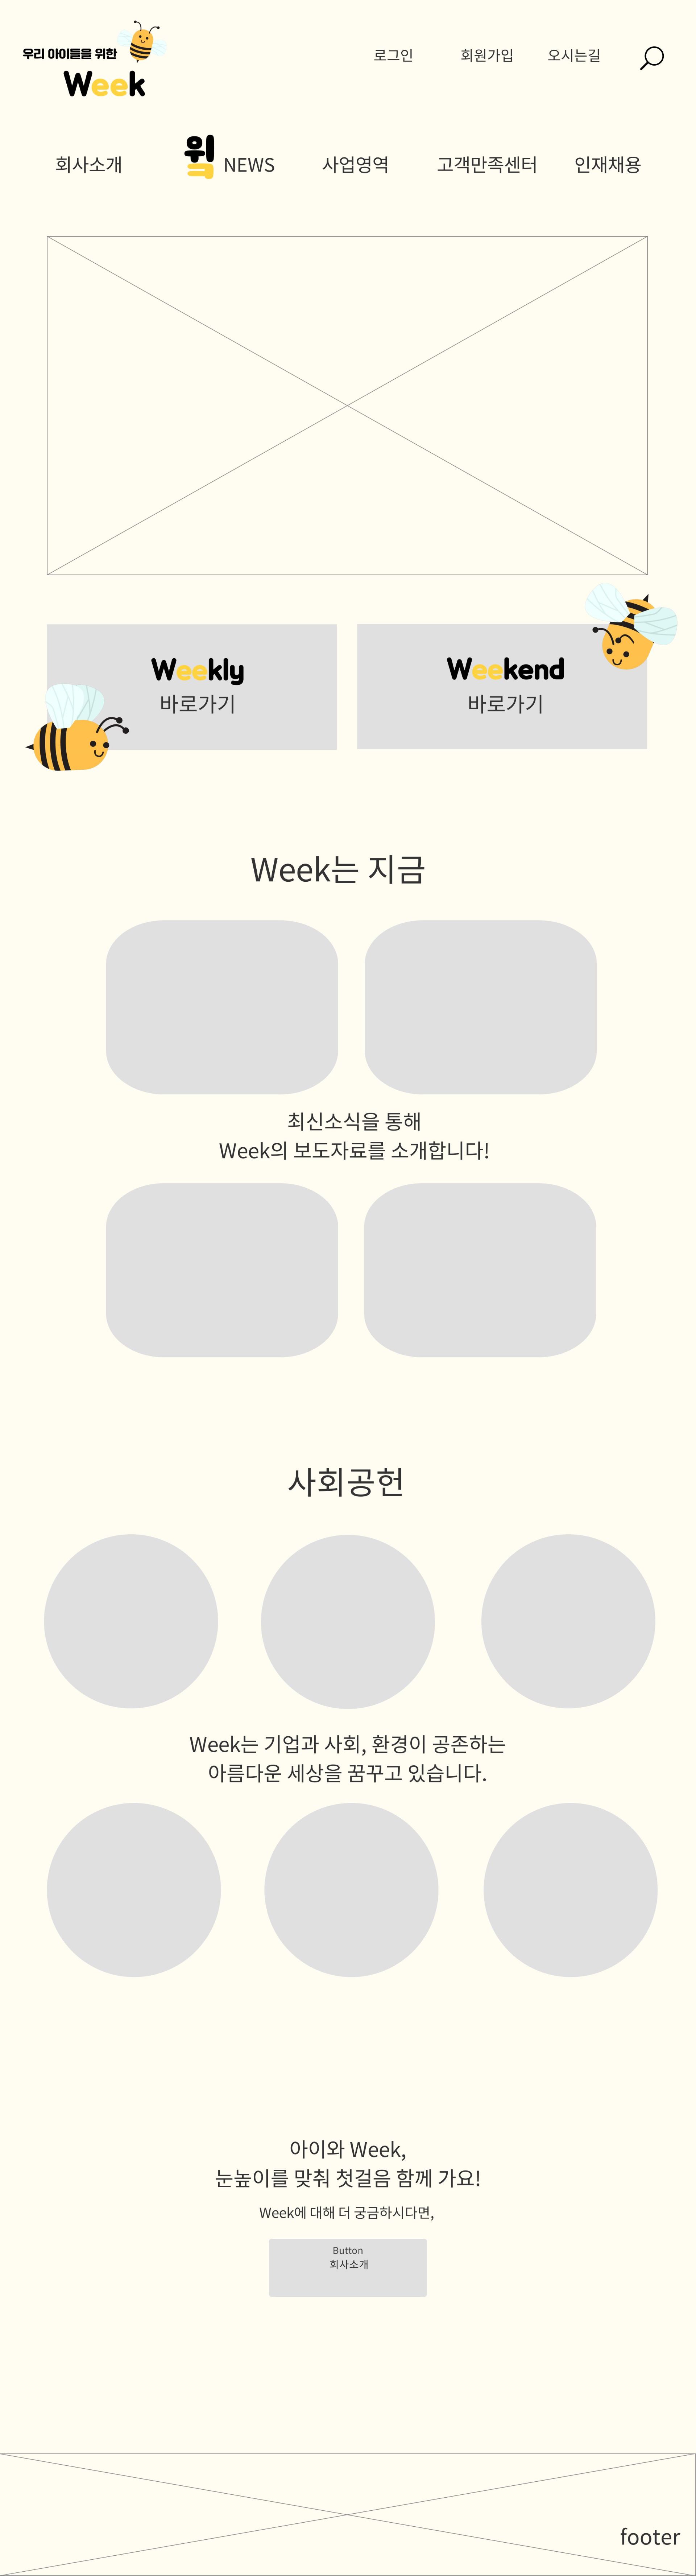 우리 아이들을 위한
Week
로그인 회원가입 오시는길
회사소개 윜 NEWS 사업영역 고객만족센터 인재채용
Weekly
바로가기
Weekend
바로가기
Week는 지금
최신소식을 통해
Week의 보도자료를 소개합니다!
사회공헌
Week는 기업과 사회, 환경이 공존하는
아름다운 세상을 꿈꾸고 있습니다.
아이와 Week,
눈높이를 맞춰 첫걸음 함께 가요!
Week에 대해 더 궁금하시다면,
Button
회사소개
footer